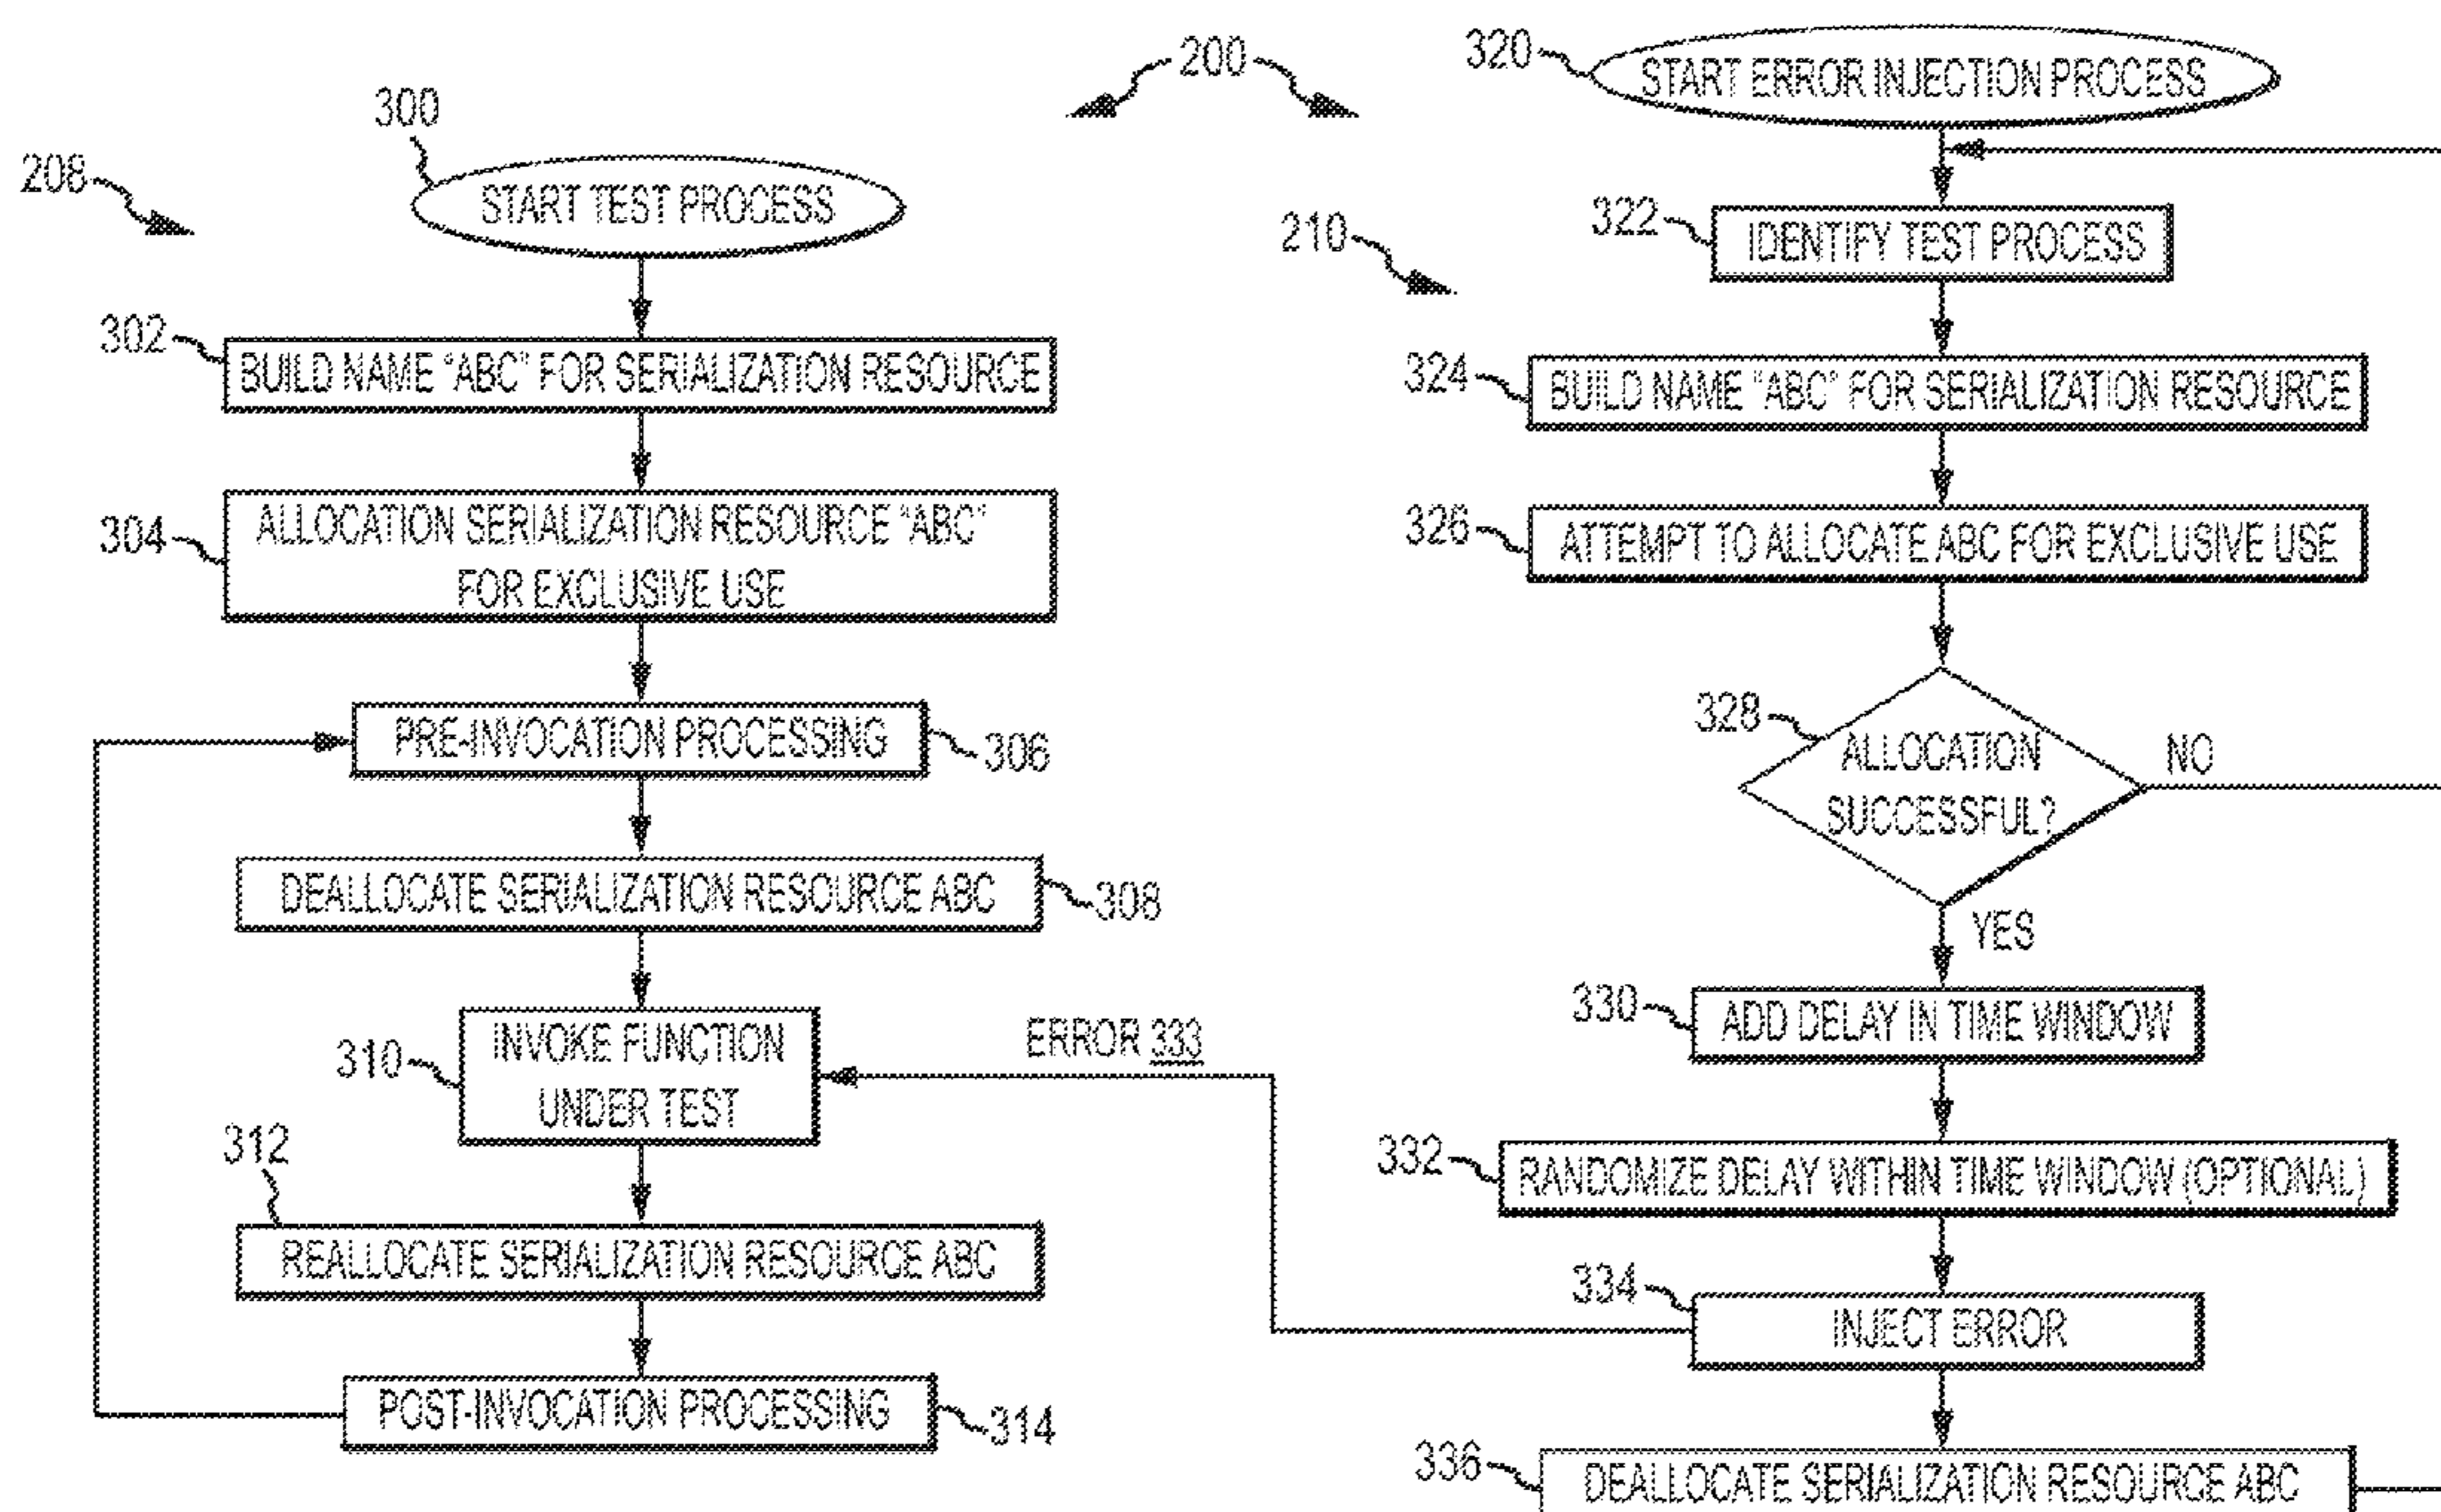 200
208
300
START TEST PROCESS
302
BUILD NAME "ABC" FOR SERIALIZATION RESOURCE
304
ALLOCATION SERIALIZATION RESOURCE "ABC"
FOR EXCLUSIVE USE
PRE-INVOCATION PROCESSING
306
DEALLOCATE SERIALIZATION RESOURCE ABC
308
310
INVOKE FUNCTION
UNDER TEST
ERROR 333
312
REALLOCATE SERIALIZATION RESOURCE ABC
POST-INVOCATION PROCESSING
314
320
START ERROR INJECTION PROCESS
210
322
IDENTIFY TEST PROCESS
324
BUILD NAME "ABC" FOR SERIALIZATION RESOURCE
326
ATTEMPT TO ALLOCATE ABC FOR EXCLUSIVE USE
328
ALLOCATION
SUCCESSFUL?
NO
YES
330
ADD DELAY IN TIME WINDOW
332
RANDOMIZE DELAY WITHIN TIME WINDOW (OPTIONAL)
334
INJECT ERROR
336
DEALLOCATE SERIALIZATION RESOURCE ABC